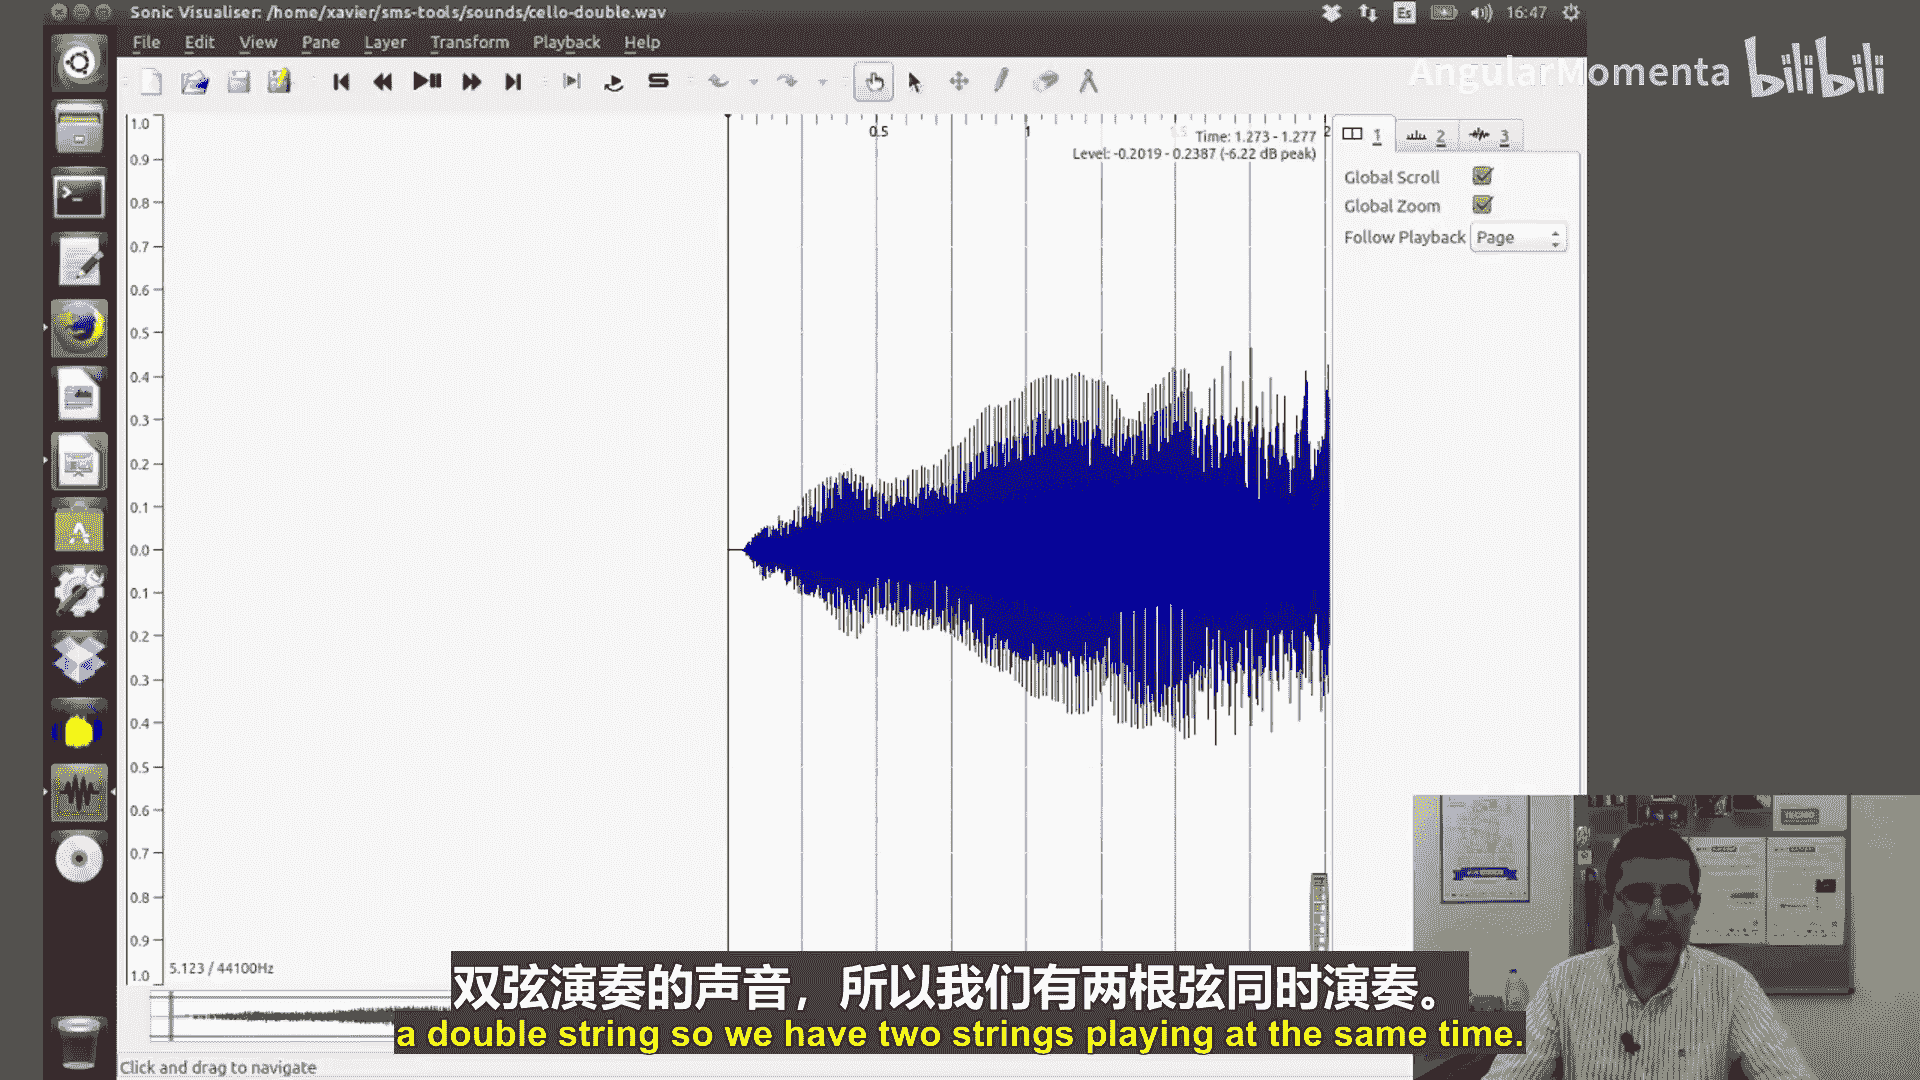 Sonic Visualiser: /home/xavier/sms-tools/sounds/cello-double.wav
Es
16:47
File Edit View Pane Layer Transform Playback Help
AngularMomenta bilibili
1.0
0.9
0.8
0.7
0.6
0.5
0.4
0.3
0.2
0.1
0.0
0.1
0.2
0.3
0.4
0.5
0.6
0.7
0.8
0.9
1.0
0.5 1 1.5 2
Time: 1.273 - 1.277
Level: -0.2019 - 0.2387 (-6.22 dB peak)
1 2 3
Global Scroll
Global Zoom
Follow Playback Page
5.123 / 44100Hz
双弦演奏的声音，所以我们有两根弦同时演奏。
a double string so we have two strings playing at the same time.
Click and drag to navigate